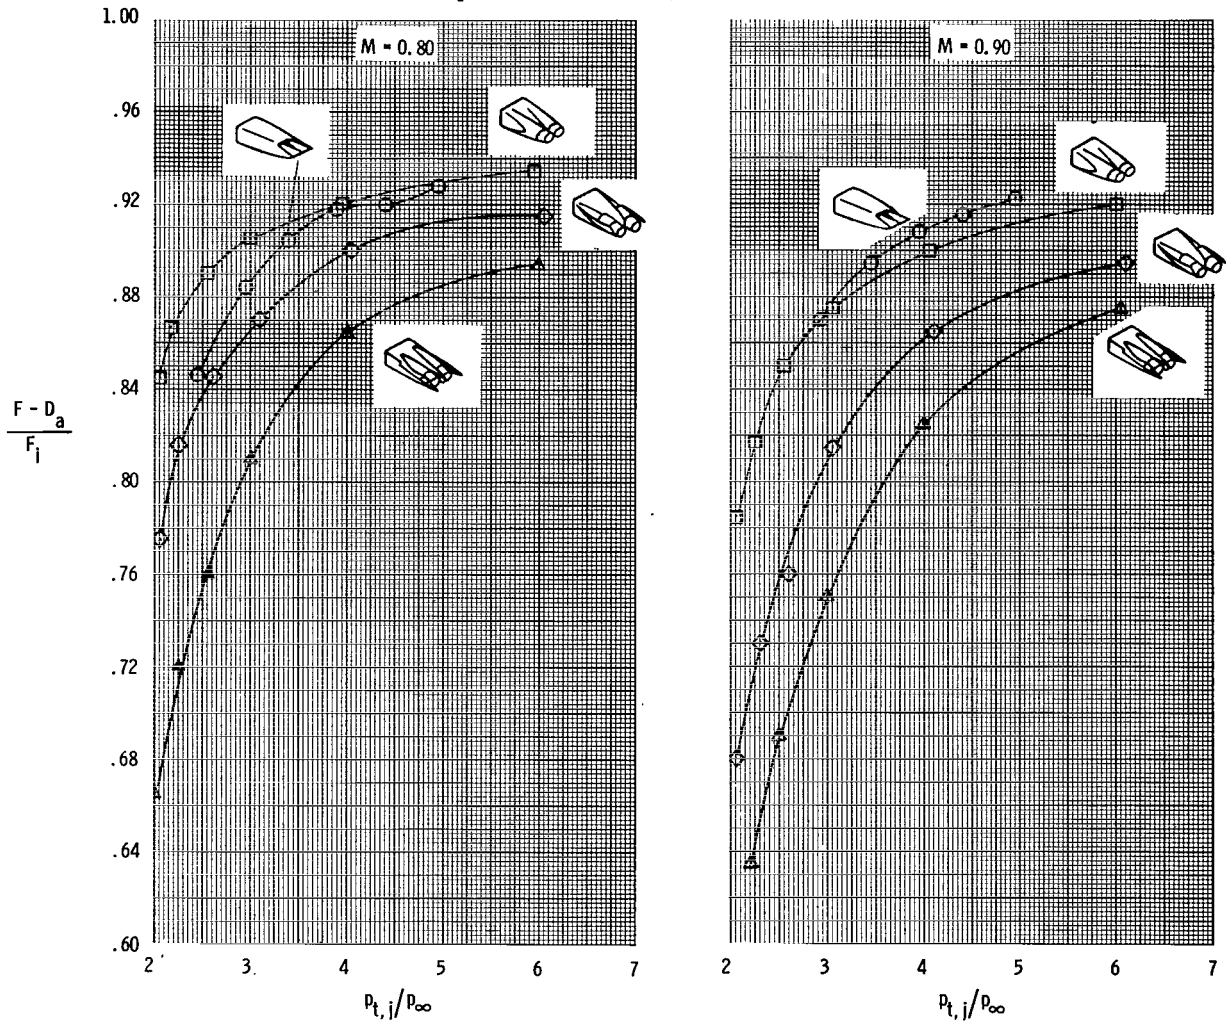 M = 0.80
M = 0.90
1.00
.96
.92
.88
.84
.80
.76
.72
.68
.64
.60
F - D_a
F_j
2 3 4 5 6 7
2 3 4 5 6 7
p_t,j/p_∞
p_t,j/p_∞